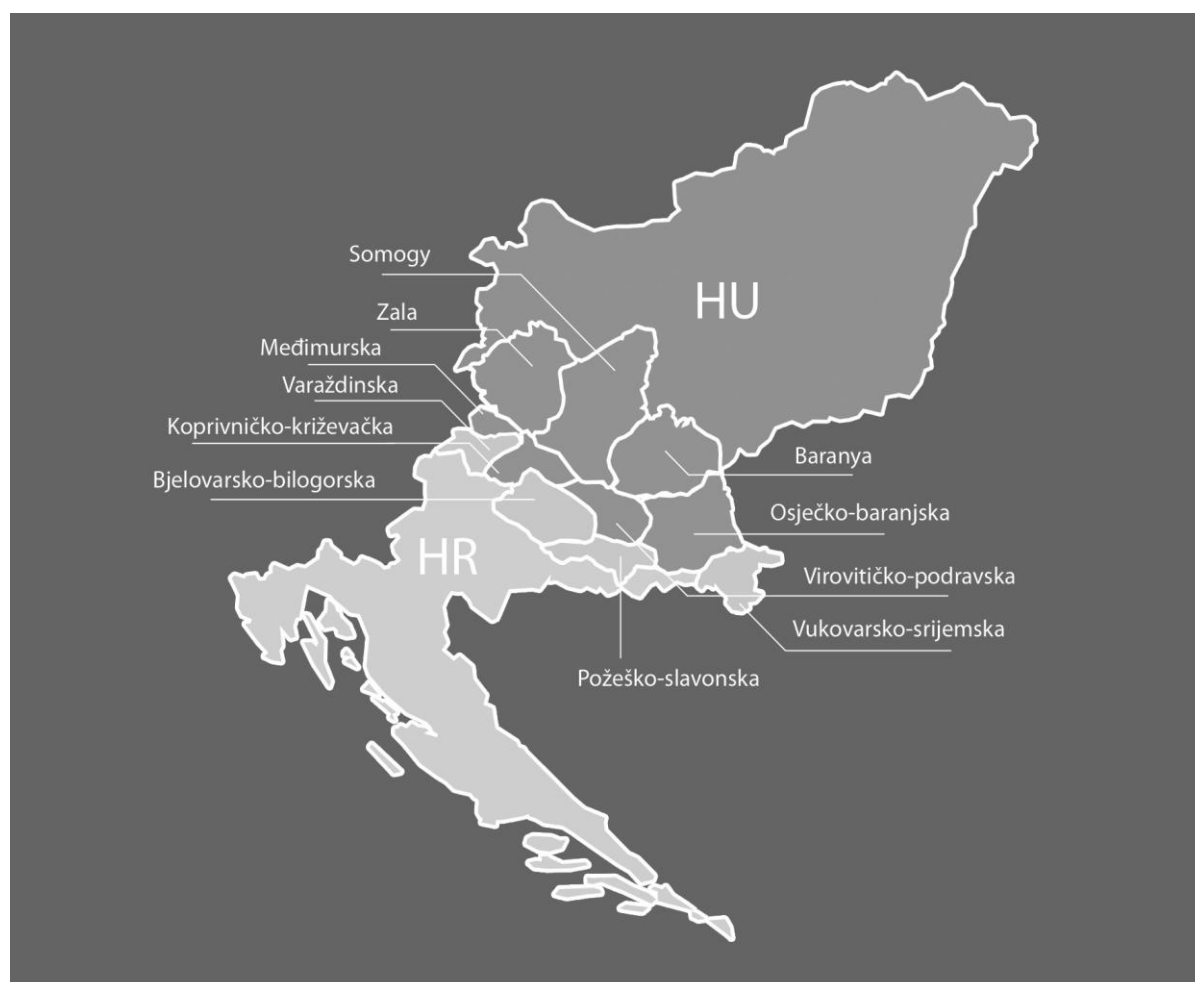 Somogy
HU
Zala
Međimurska
Varaždinska
Koprivničko-križevačka
Baranya
Bjelovarsko-bilogorska
Osječko-baranjska
HR
Virovitičko-podravska
Vukovarsko-srijemska
Požeško-slavonska